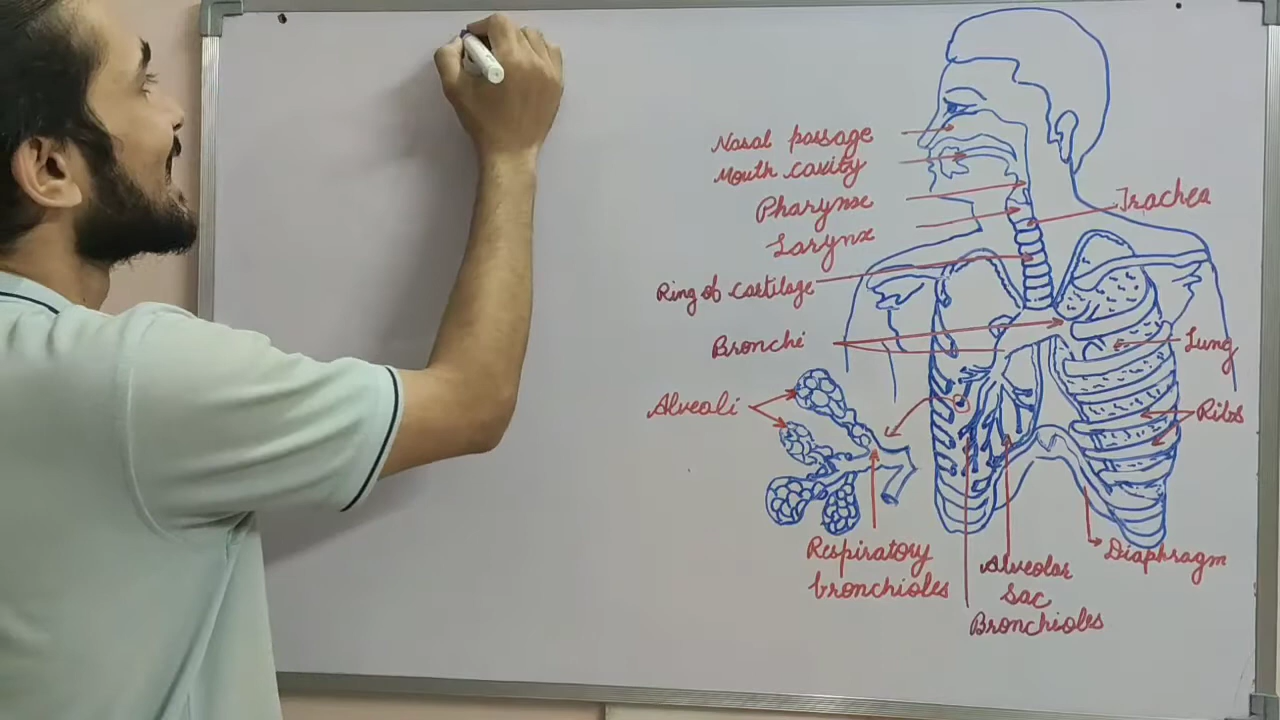 Nasal passage
Mouth cavity
Pharynx
Larynx
Trachea
Ring of cartilage
Bronchi
Lung
Alveoli
Ribs
Respiratory
bronchioles
Alveolar
Sac
Bronchioles
Diaphragm